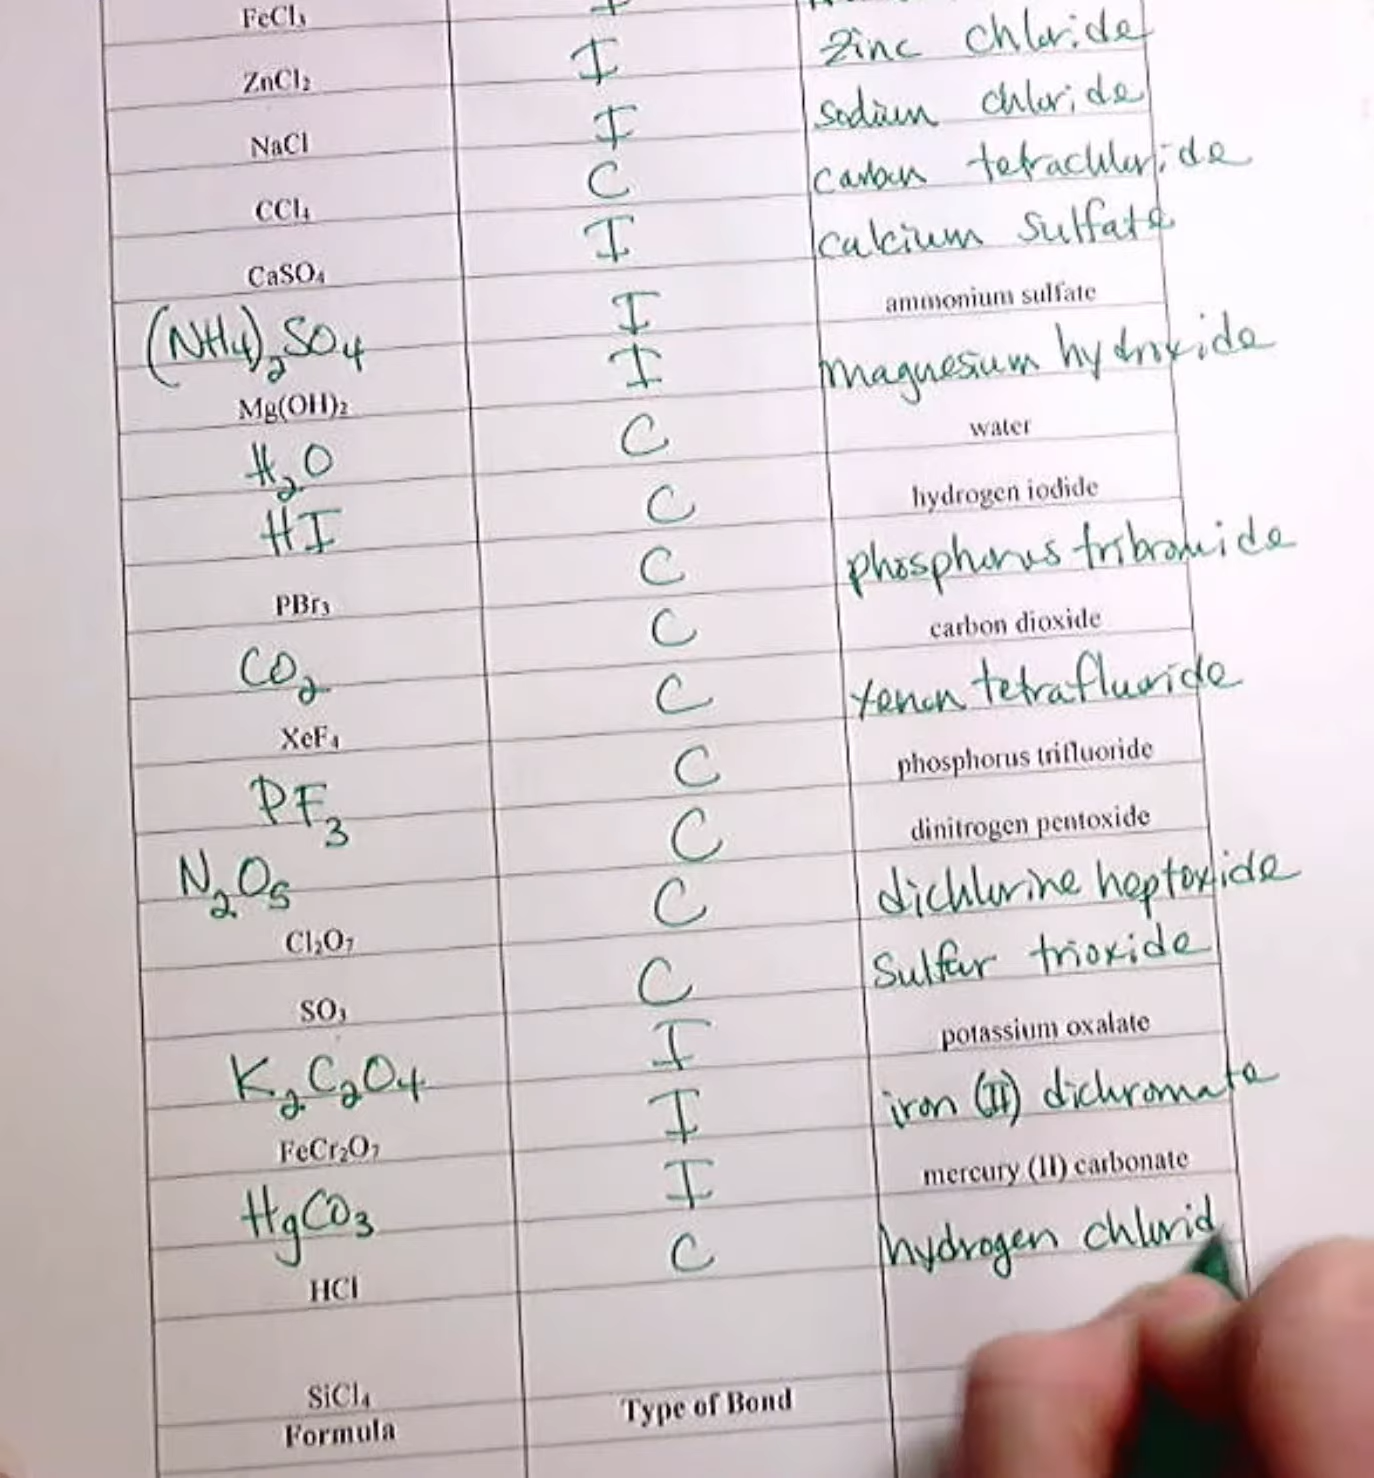 FeCl₃
ZnCl₂ I zinc chloride
NaCl I sodium chloride
CCl₄ C carbon tetrachloride
CaSO₄ I calcium sulfate
(NH4)₂SO4 I ammonium sulfate
Mg(OH)₂ I magnesium hydroxide
H₂O C water
HI C hydrogen iodide
PBr₃ C phosphorus tribromide
CO₂ C carbon dioxide
XeF₄ C xenon tetrafluoride
PF₃ C phosphorus trifluoride
N₂O₅ C dinitrogen pentoxide
Cl₂O₇ C dichlorine heptoxide
SO₃ C sulfur trioxide
K₂C₂O₄ I potassium oxalate
FeCr₂O₇ I iron (II) dichromate
HgCO₃ I mercury (II) carbonate
HCl C hydrogen chlorid
SiCl₄
Formula Type of Bond